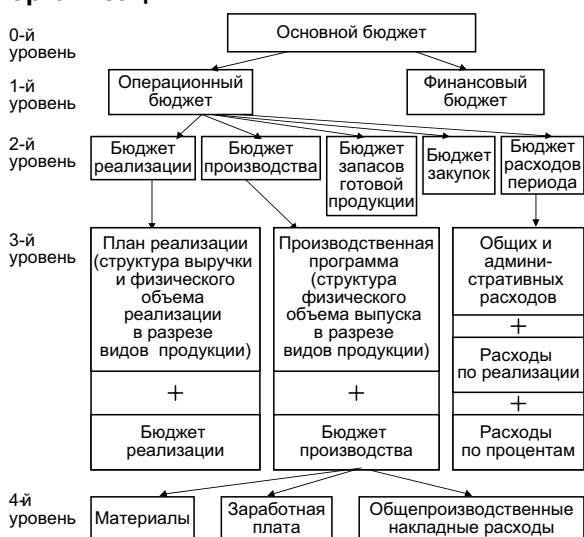 0-й
уровень
Основной бюджет
1-й
уровень
Операционный
бюджет
Финансовый
бюджет
2-й
уровень
Бюджет
реализации
Бюджет
производства
Бюджет
запасов
готовой
продукции
Бюджет
закупок
Бюджет
расходов
периода
3-й
уровень
План реализации
(структура выручки
и физического
объема
реализации
в разрезе
видов продукции)
+
Бюджет
реализации
Производственная
программа
(структура
физического
объема выпуска
в разрезе
видов продукции)
+
Бюджет
производства
Общих и
админи-
стративных
расходов
+
Расходы
по реализации
+
Расходы
по процентам
4-й
уровень
Материалы
Заработная
плата
Общепроизводственные
накладные расходы